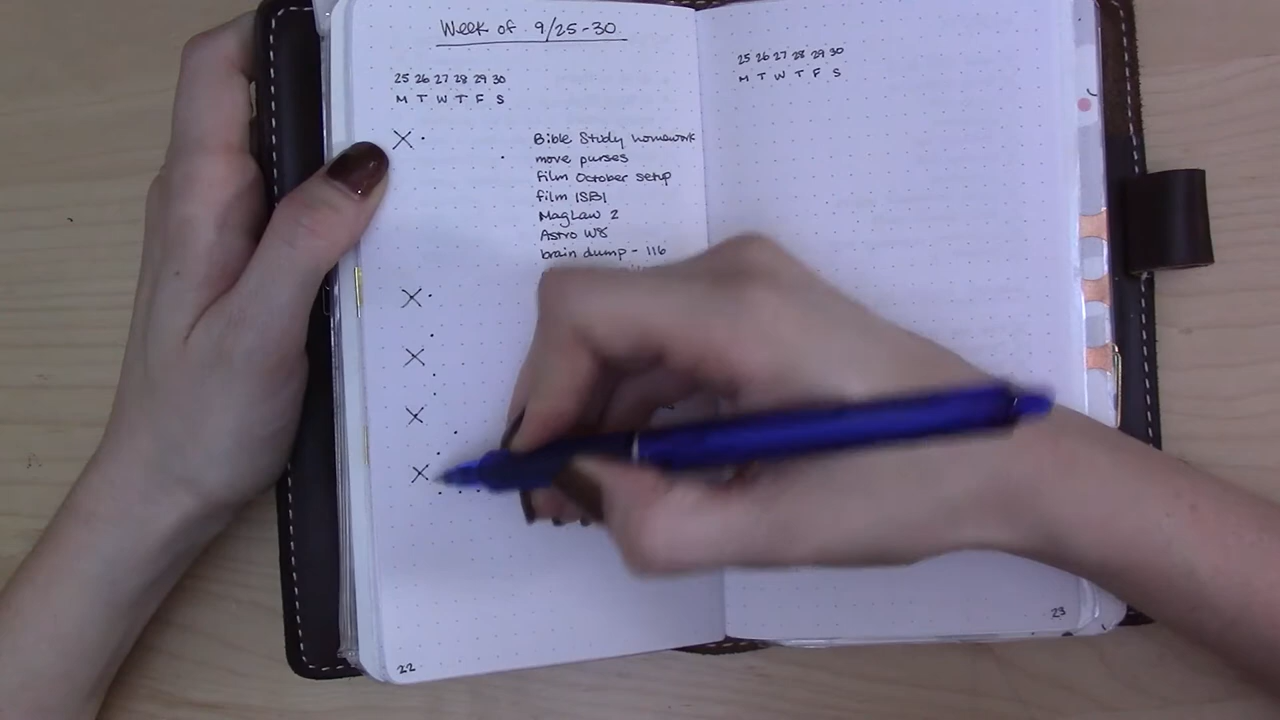 Week of 9/25-30
25 26 27 28 29 30
M T W T F S
Bible Study homework
move purses
film October setup
film ISB1
MagLaw 2
Astro W8
brain dump - 116
22
25 26 27 28 29 30
M T W T F S
23